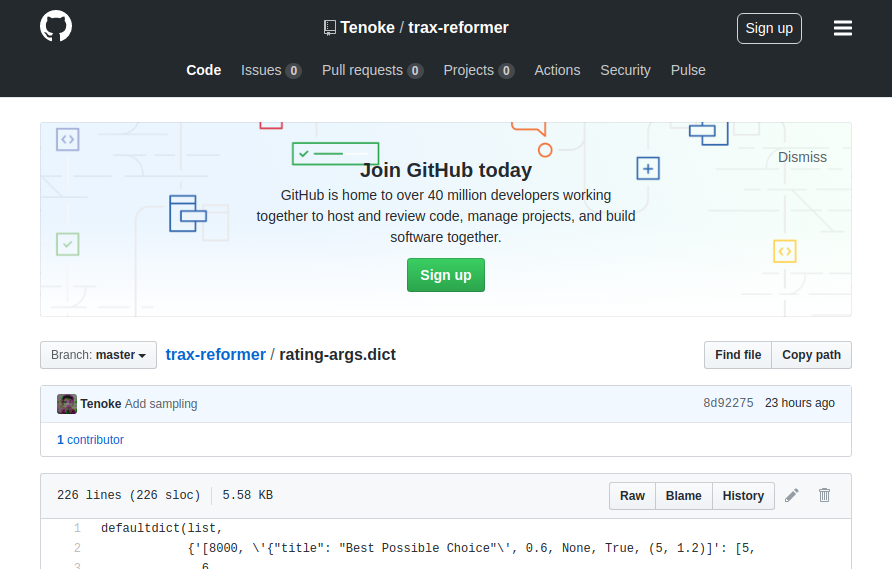 Tenoke / trax-reformer
Sign up
Code Issues 0 Pull requests 0 Projects 0 Actions Security Pulse
Dismiss
Join GitHub today
GitHub is home to over 40 million developers working
together to host and review code, manage projects, and build
software together.
Sign up
Branch: master trax-reformer / rating-args.dict Find file Copy path
Tenoke Add sampling 8d92275 23 hours ago
1 contributor
226 lines (226 sloc) 5.58 KB Raw Blame History
1 defaultdict(list,
2 {'[8000, \'{"title": "Best Possible Choice"\', 0.6, None, True, (5, 1.2)]': [5,
3 6